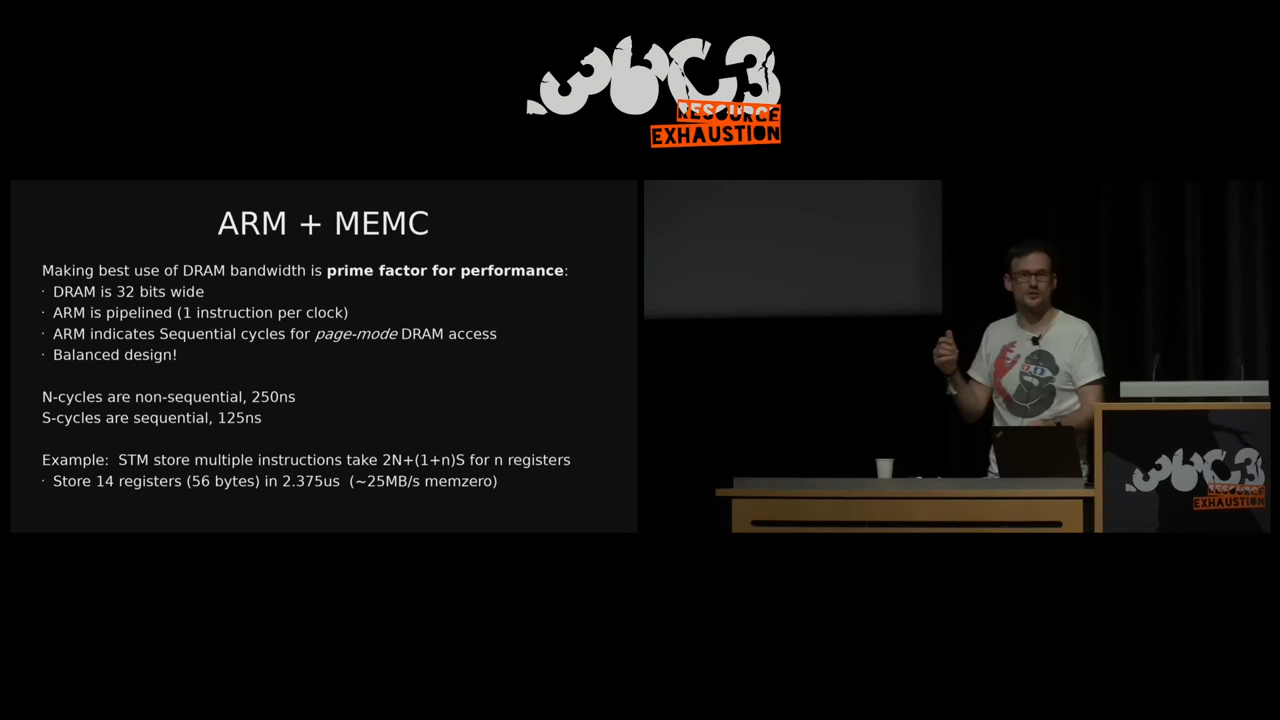 36C3
RESOURCE
EXHAUSTION
ARM + MEMC
Making best use of DRAM bandwidth is prime factor for performance:
· DRAM is 32 bits wide
· ARM is pipelined (1 instruction per clock)
· ARM indicates Sequential cycles for page-mode DRAM access
· Balanced design!
N-cycles are non-sequential, 250ns
S-cycles are sequential, 125ns
Example:  STM store multiple instructions take 2N+(1+n)S for n registers
· Store 14 registers (56 bytes) in 2.375us  (~25MB/s memzero)
36C3
RESOURCE
EXHAUSTION